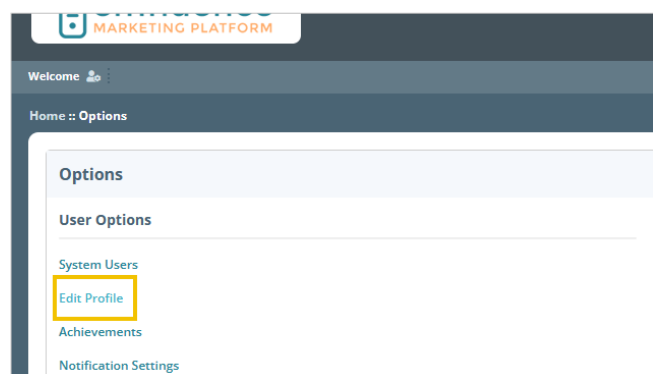 MARKETING PLATFORM
Welcome
Home :: Options
Options
User Options
System Users
Edit Profile
Achievements
Notification Settings